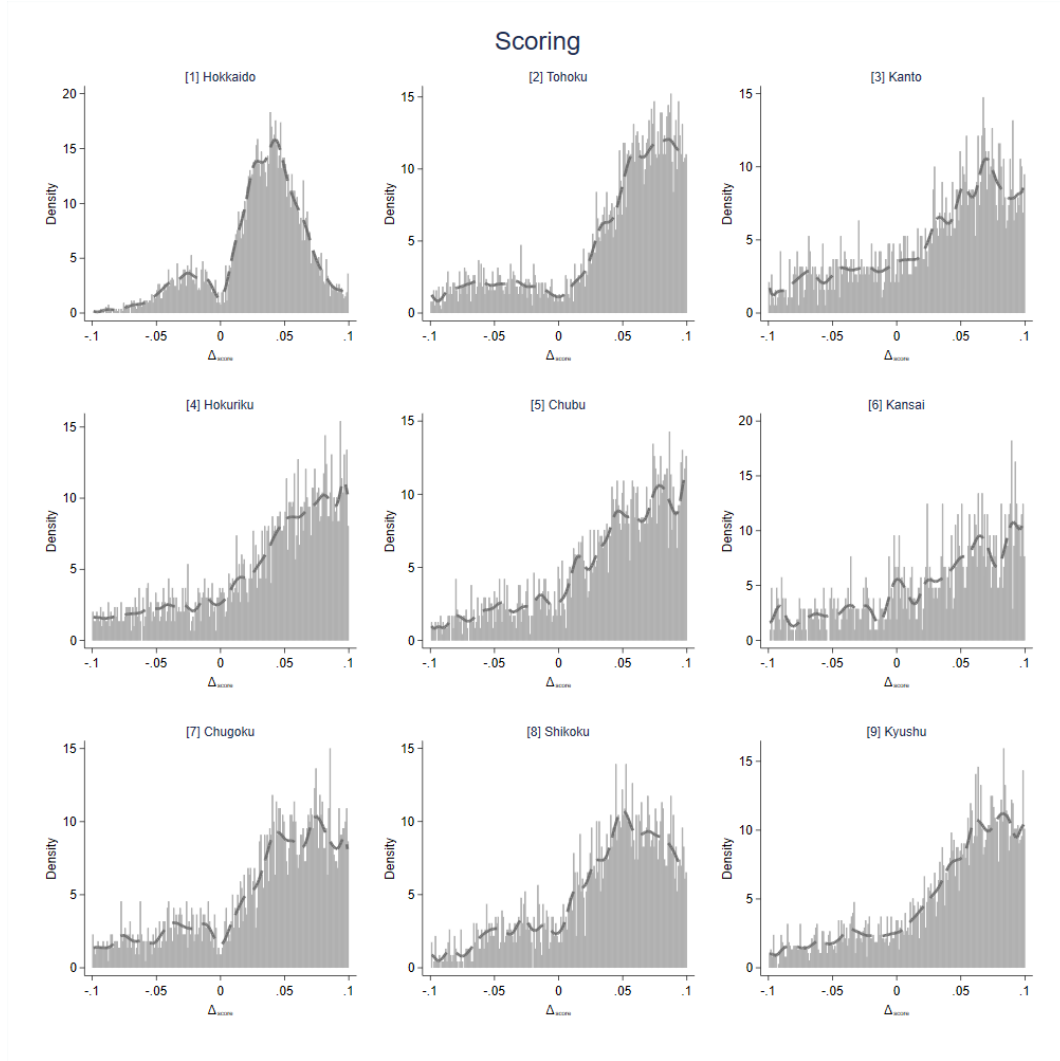 Scoring
[1] Hokkaido
[2] Tohoku
[3] Kanto
20
15
10
5
0
Density
-.1
-.05
0
.05
.1
Δscore
15
10
5
0
Density
-.1
-.05
0
.05
.1
Δscore
15
10
5
0
Density
-.1
-.05
0
.05
.1
Δscore
[4] Hokuriku
[5] Chubu
[6] Kansai
15
10
5
0
Density
-.1
-.05
0
.05
.1
Δscore
15
10
5
0
Density
-.1
-.05
0
.05
.1
Δscore
20
15
10
5
0
Density
-.1
-.05
0
.05
.1
Δscore
[7] Chugoku
[8] Shikoku
[9] Kyushu
15
10
5
0
Density
-.1
-.05
0
.05
.1
Δscore
15
10
5
0
Density
-.1
-.05
0
.05
.1
Δscore
15
10
5
0
Density
-.1
-.05
0
.05
.1
Δscore